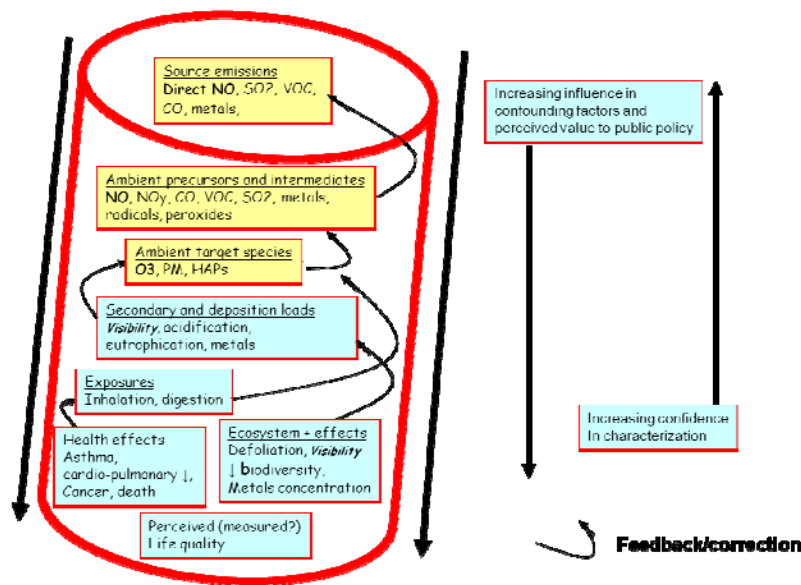 Source emissions
Direct NO, SO?, VOC,
CO, metals,
Ambient precursors and intermediates
NO, NOy, CO, VOC, SO?, metals,
radicals, peroxides
Ambient target species
O3, PM, HAPs
Secondary and deposition loads
Visibility, acidification,
eutrophication, metals
Exposures
Inhalation, digestion
Health effects
Asthma,
cardio-pulmonary ↓,
Cancer, death
Ecosystem + effects
Defoliation, Visibility
↓ biodiversity,
Metals concentration
Perceived (measured?)
Life quality
Increasing influence in
confounding factors and
perceived value to public policy
Increasing confidence
In characterization
Feedback/correction